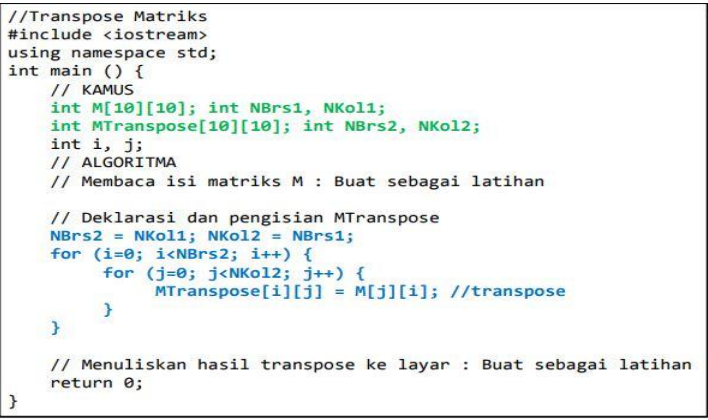 //Transpose Matriks
#include <iostream>
using namespace std;
int main () {
    // KAMUS
    int M[10][10]; int NBrs1, NKol1;
    int MTranspose[10][10]; int NBrs2, NKol2;
    int i, j;
    // ALGORITMA
    // Membaca isi matriks M : Buat sebagai latihan
    // Deklarasi dan pengisian MTranspose
    NBrs2 = NKol1; NKol2 = NBrs1;
    for (i=0; i<NBrs2; i++) {
        for (j=0; j<NKol2; j++) {
            MTranspose[i][j] = M[j][i]; //transpose
        }
    }
    // Menuliskan hasil transpose ke layar : Buat sebagai latihan
    return 0;
}